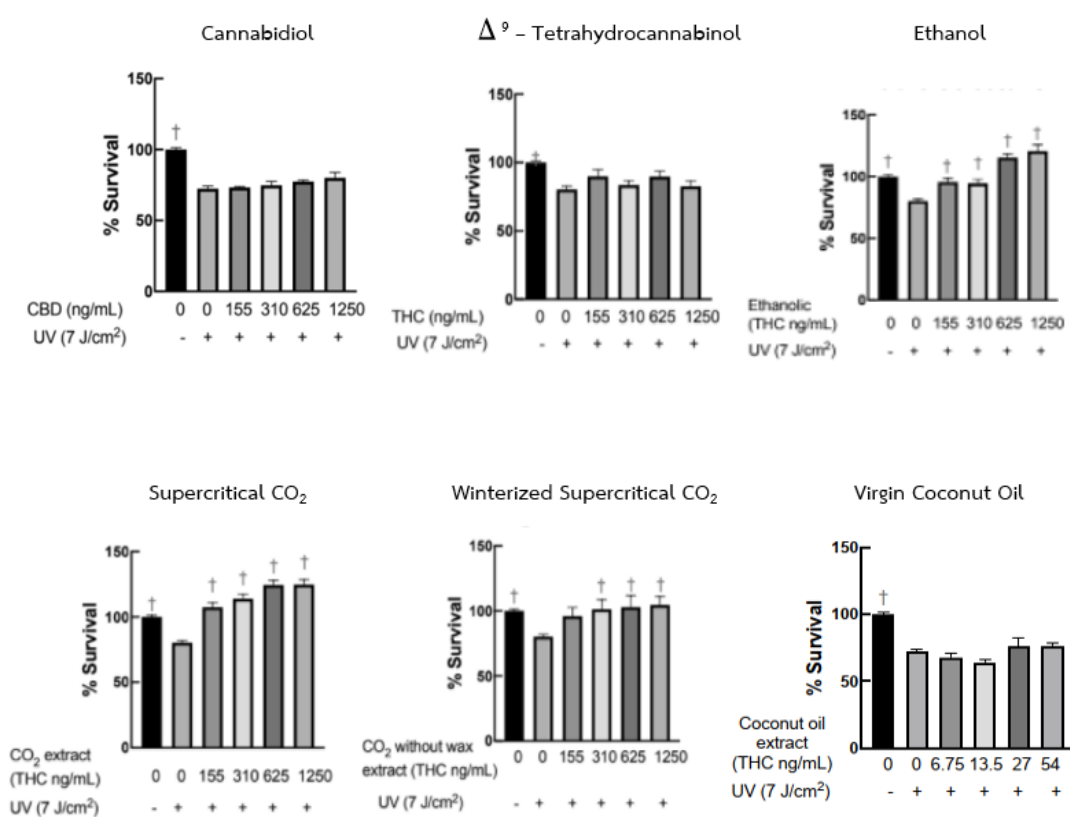 Cannabidiol
150
100
50
0
% Survival
†
CBD (ng/mL) 0 0 155 310 625 1250
UV (7 J/cm²) - + + + + +
Δ⁹ – Tetrahydrocannabinol
150
100
50
0
% Survival
†
THC (ng/mL) 0 0 155 310 625 1250
UV (7 J/cm²) - + + + + +
Ethanol
150
100
50
0
% Survival
† † † † †
Ethanolic
(THC ng/mL) 0 0 155 310 625 1250
UV (7 J/cm²) - + + + + +
Supercritical CO₂
150
100
50
0
% Survival
† † † † †
CO₂ extract
(THC ng/mL) 0 0 155 310 625 1250
UV (7 J/cm²) - + + + + +
Winterized Supercritical CO₂
150
100
50
0
% Survival
† † † †
CO₂ without wax
extract (THC ng/mL) 0 0 155 310 625 1250
UV (7 J/cm²) - + + + + +
Virgin Coconut Oil
150
100
50
0
% Survival
†
Coconut oil
extract
(THC ng/mL) 0 0 6.75 13.5 27 54
UV (7 J/cm²) - + + + + +